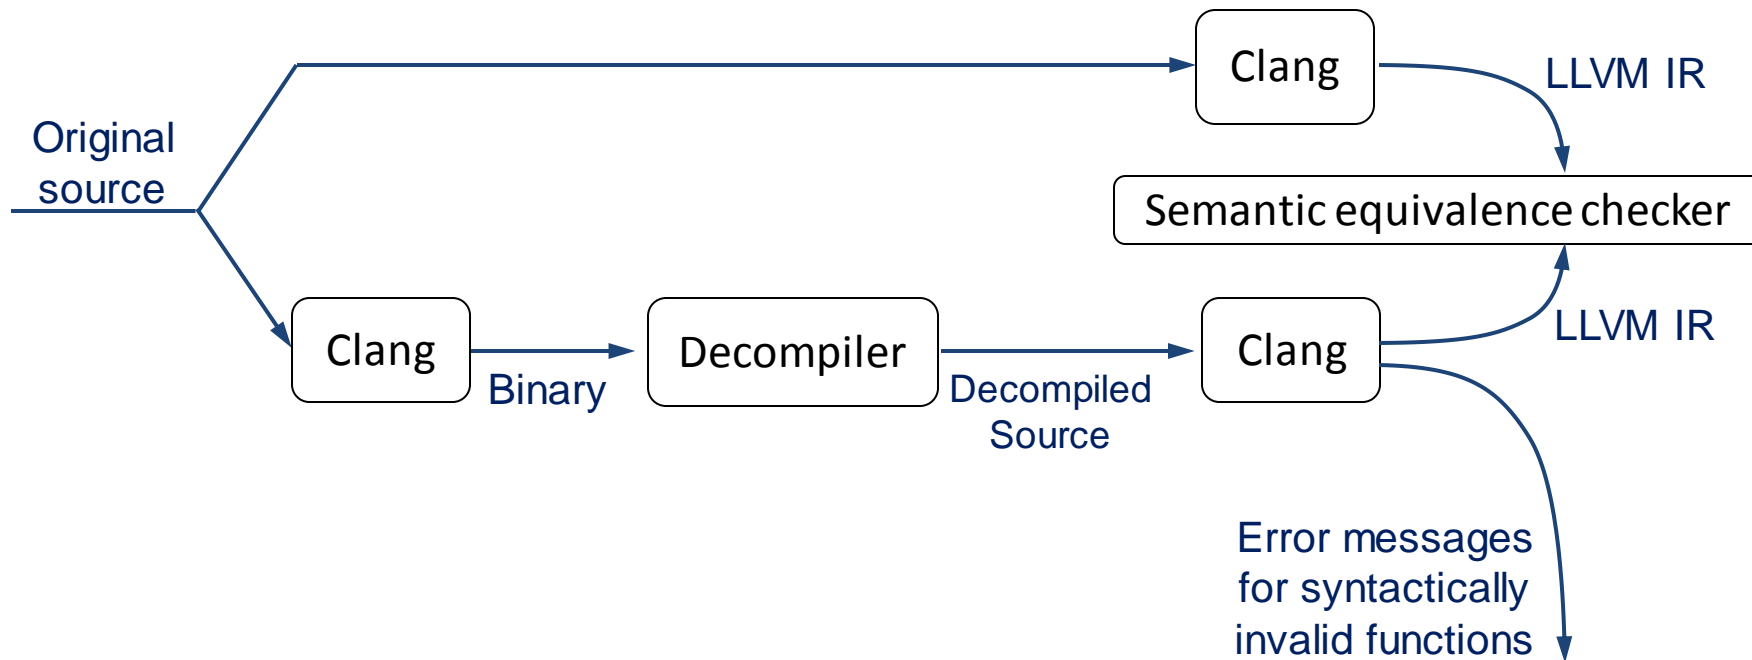 Clang
LLVM IR
Original
source
Semantic equivalence checker
Clang
Binary
Decompiler
Decompiled
Source
Clang
LLVM IR
Error messages
for syntactically
invalid functions